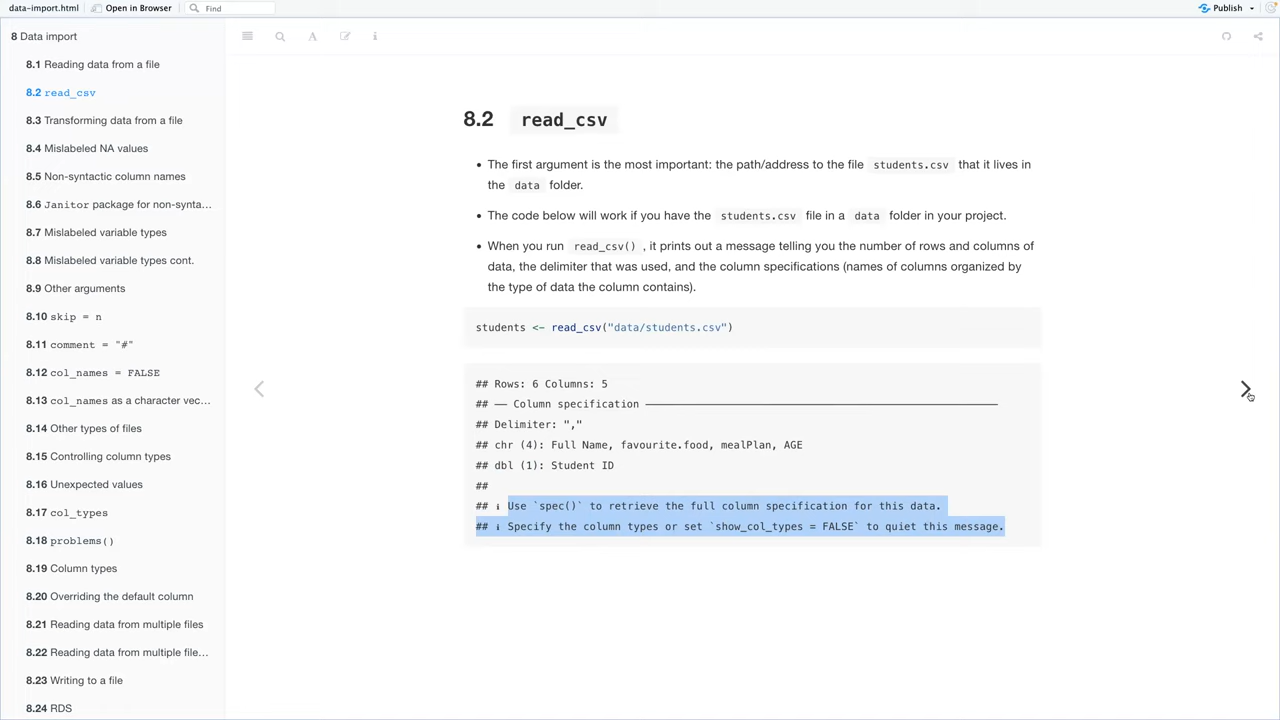 data-import.html
Open in Browser
Find
Publish
8 Data import
8.1 Reading data from a file
8.2 read_csv
8.3 Transforming data from a file
8.4 Mislabeled NA values
8.5 Non-syntactic column names
8.6 Janitor package for non-synta...
8.7 Mislabeled variable types
8.8 Mislabeled variable types cont.
8.9 Other arguments
8.10 skip = n
8.11 comment = "#"
8.12 col_names = FALSE
8.13 col_names as a character vec...
8.14 Other types of files
8.15 Controlling column types
8.16 Unexpected values
8.17 col_types
8.18 problems()
8.19 Column types
8.20 Overriding the default column
8.21 Reading data from multiple files
8.22 Reading data from multiple file...
8.23 Writing to a file
8.24 RDS
8.2 read_csv
• The first argument is the most important: the path/address to the file students.csv that it lives in
the data folder.
• The code below will work if you have the students.csv file in a data folder in your project.
• When you run read_csv() , it prints out a message telling you the number of rows and columns of
data, the delimiter that was used, and the column specifications (names of columns organized by
the type of data the column contains).
students <- read_csv("data/students.csv")
## Rows: 6 Columns: 5
## ── Column specification ────────────────────────────────────────────────────────
## Delimiter: ","
## chr (4): Full Name, favourite.food, mealPlan, AGE
## dbl (1): Student ID
##
## ℹ Use `spec()` to retrieve the full column specification for this data.
## ℹ Specify the column types or set `show_col_types = FALSE` to quiet this message.